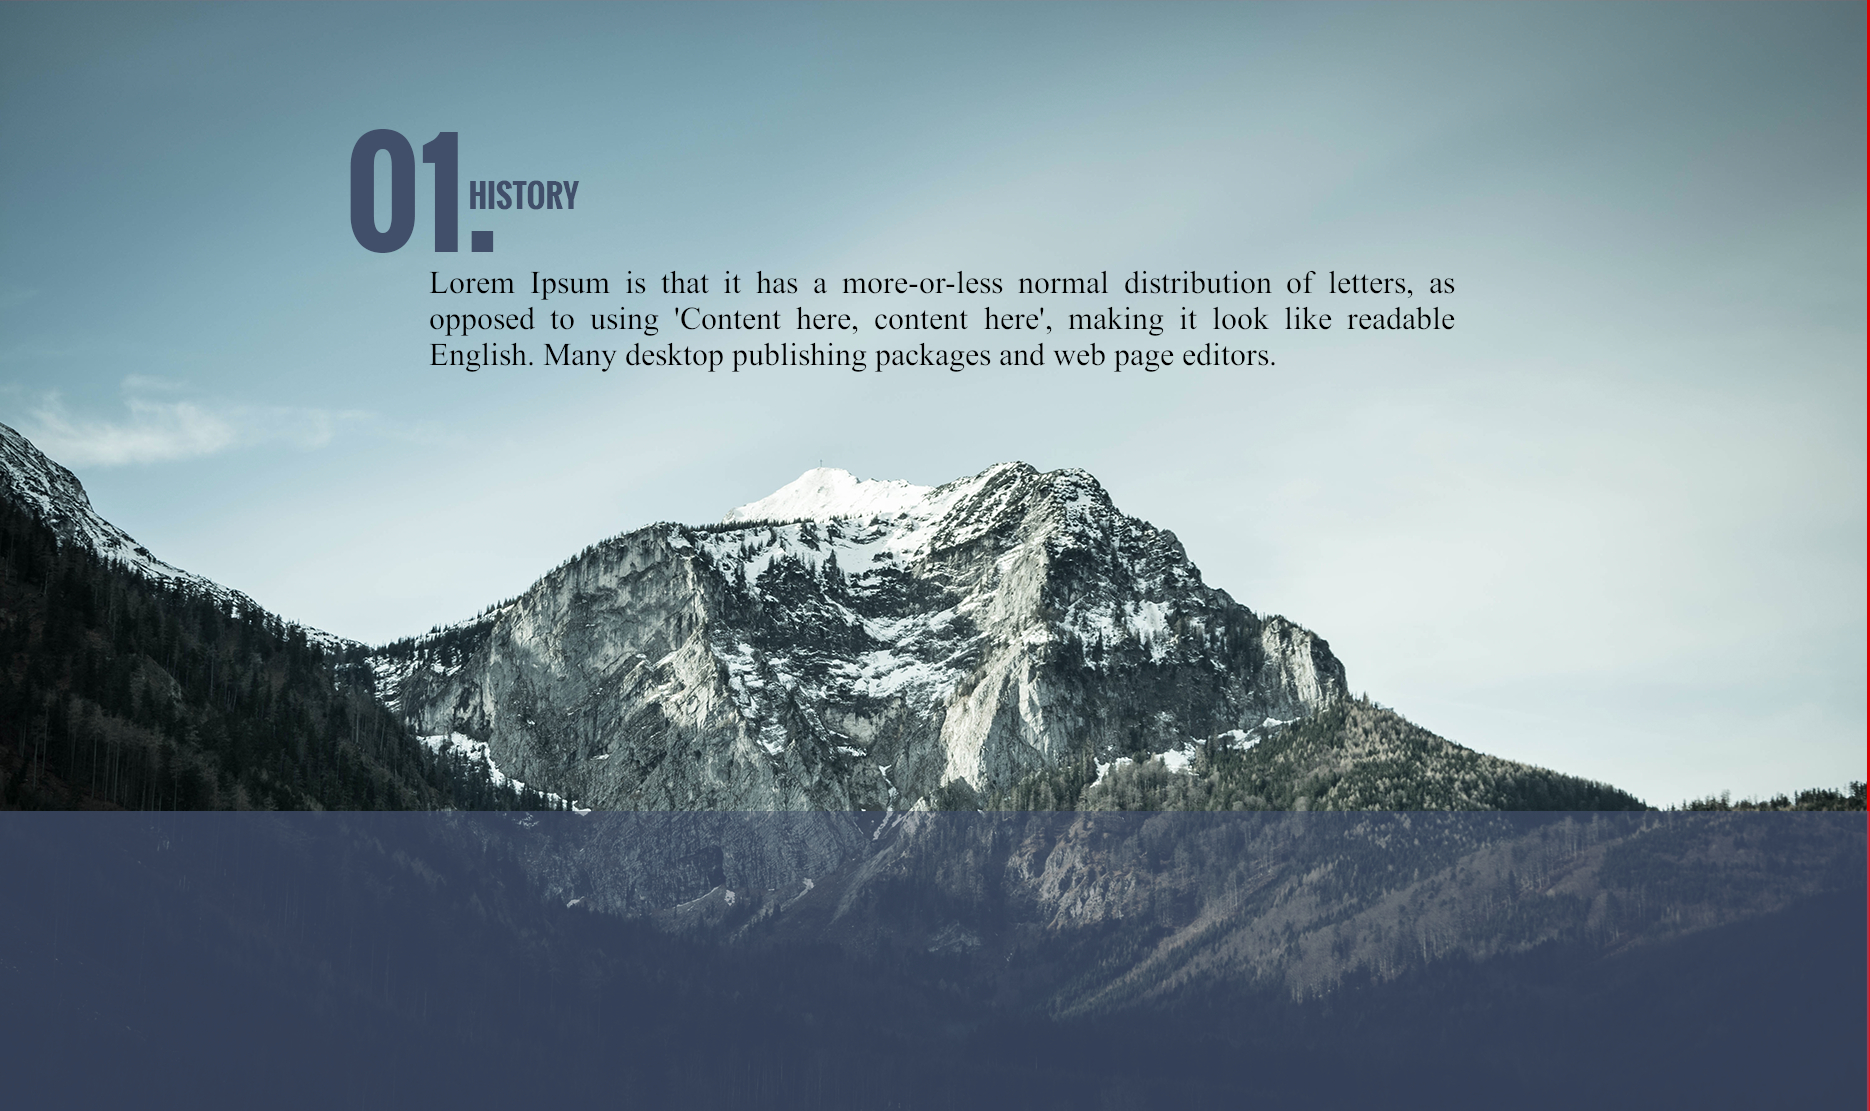 01. HISTORY
Lorem Ipsum is that it has a more-or-less normal distribution of letters, as
opposed to using 'Content here, content here', making it look like readable
English. Many desktop publishing packages and web page editors.